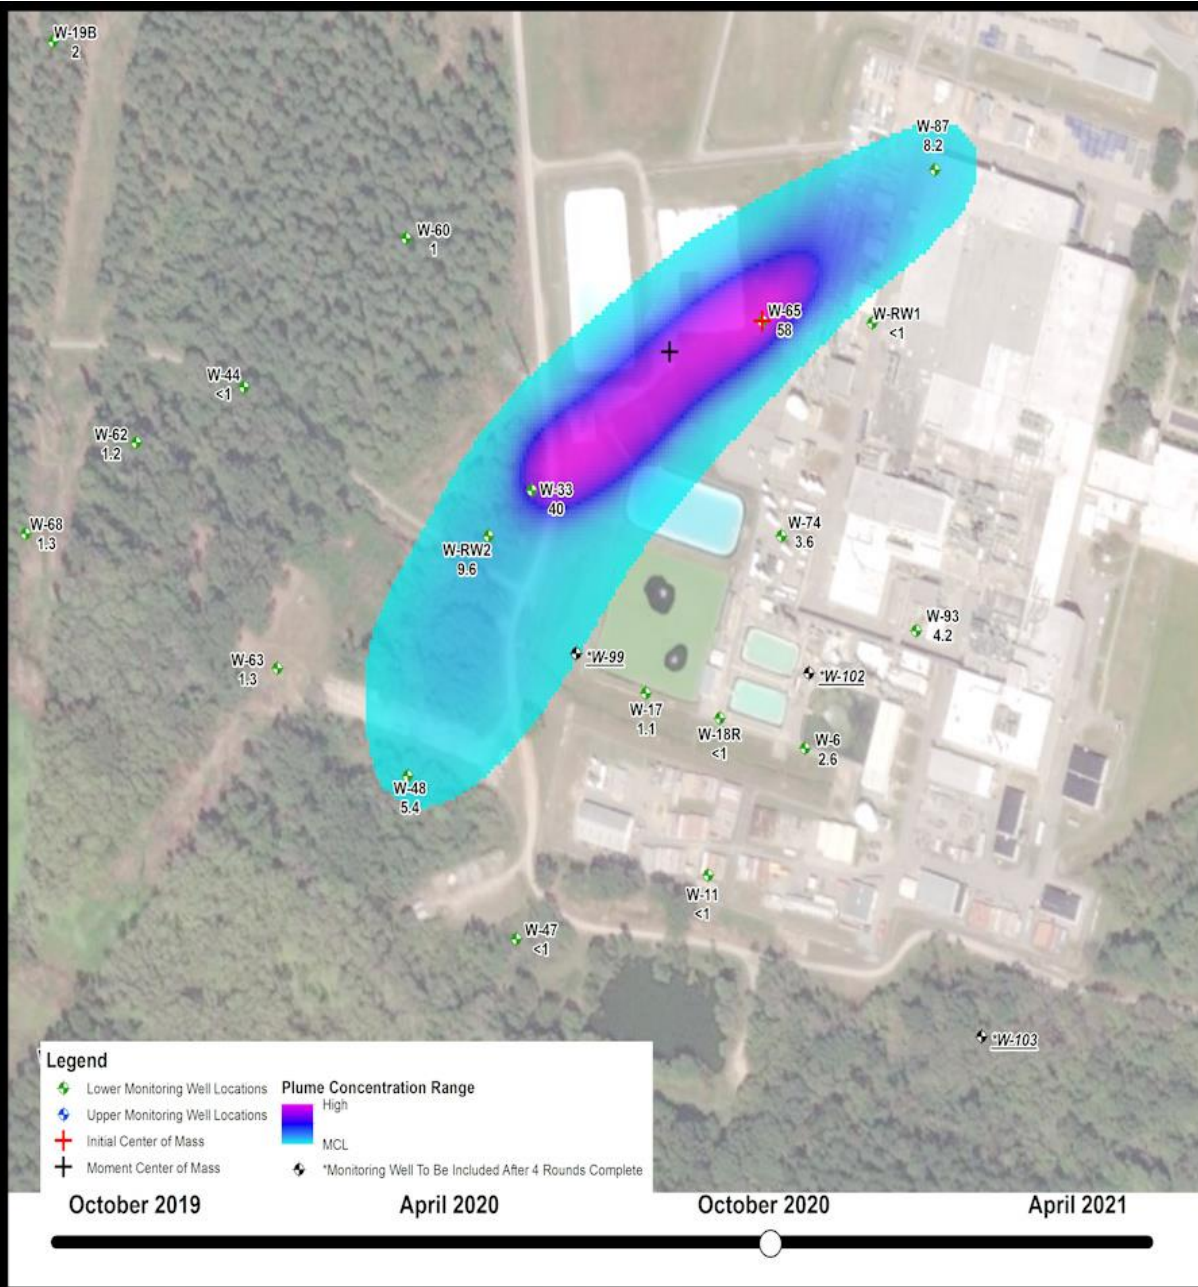 W-19B
2
W-87
8.2
W-60
1
W-65
58
W-RW1
<1
W-44
<1
W-62
1.2
W-33
40
W-68
1.3
W-74
3.6
W-RW2
9.6
W-93
4.2
*W-99
W-63
1.3
*W-102
W-17
1.1
W-18R
<1
W-6
2.6
W-48
5.4
W-11
<1
W-47
<1
*W-103
Legend
Lower Monitoring Well Locations
Upper Monitoring Well Locations
Initial Center of Mass
Moment Center of Mass
Plume Concentration Range
High
MCL
*Monitoring Well To Be Included After 4 Rounds Complete
October 2019 April 2020 October 2020 April 2021